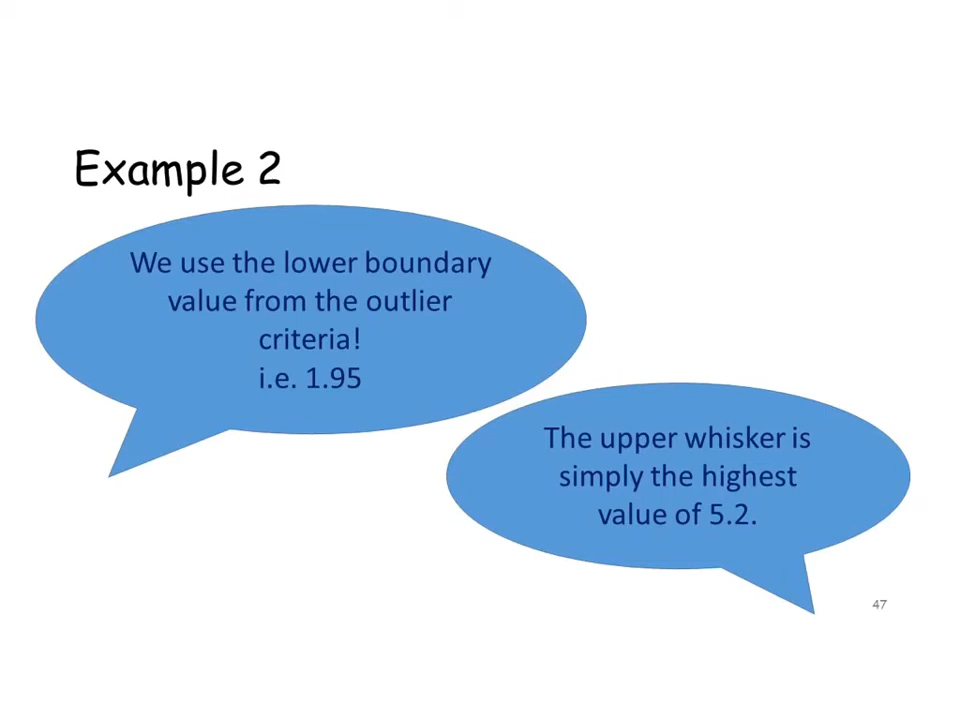 Example 2
We use the lower boundary
value from the outlier
criteria!
i.e. 1.95
The upper whisker is
simply the highest
value of 5.2.
47